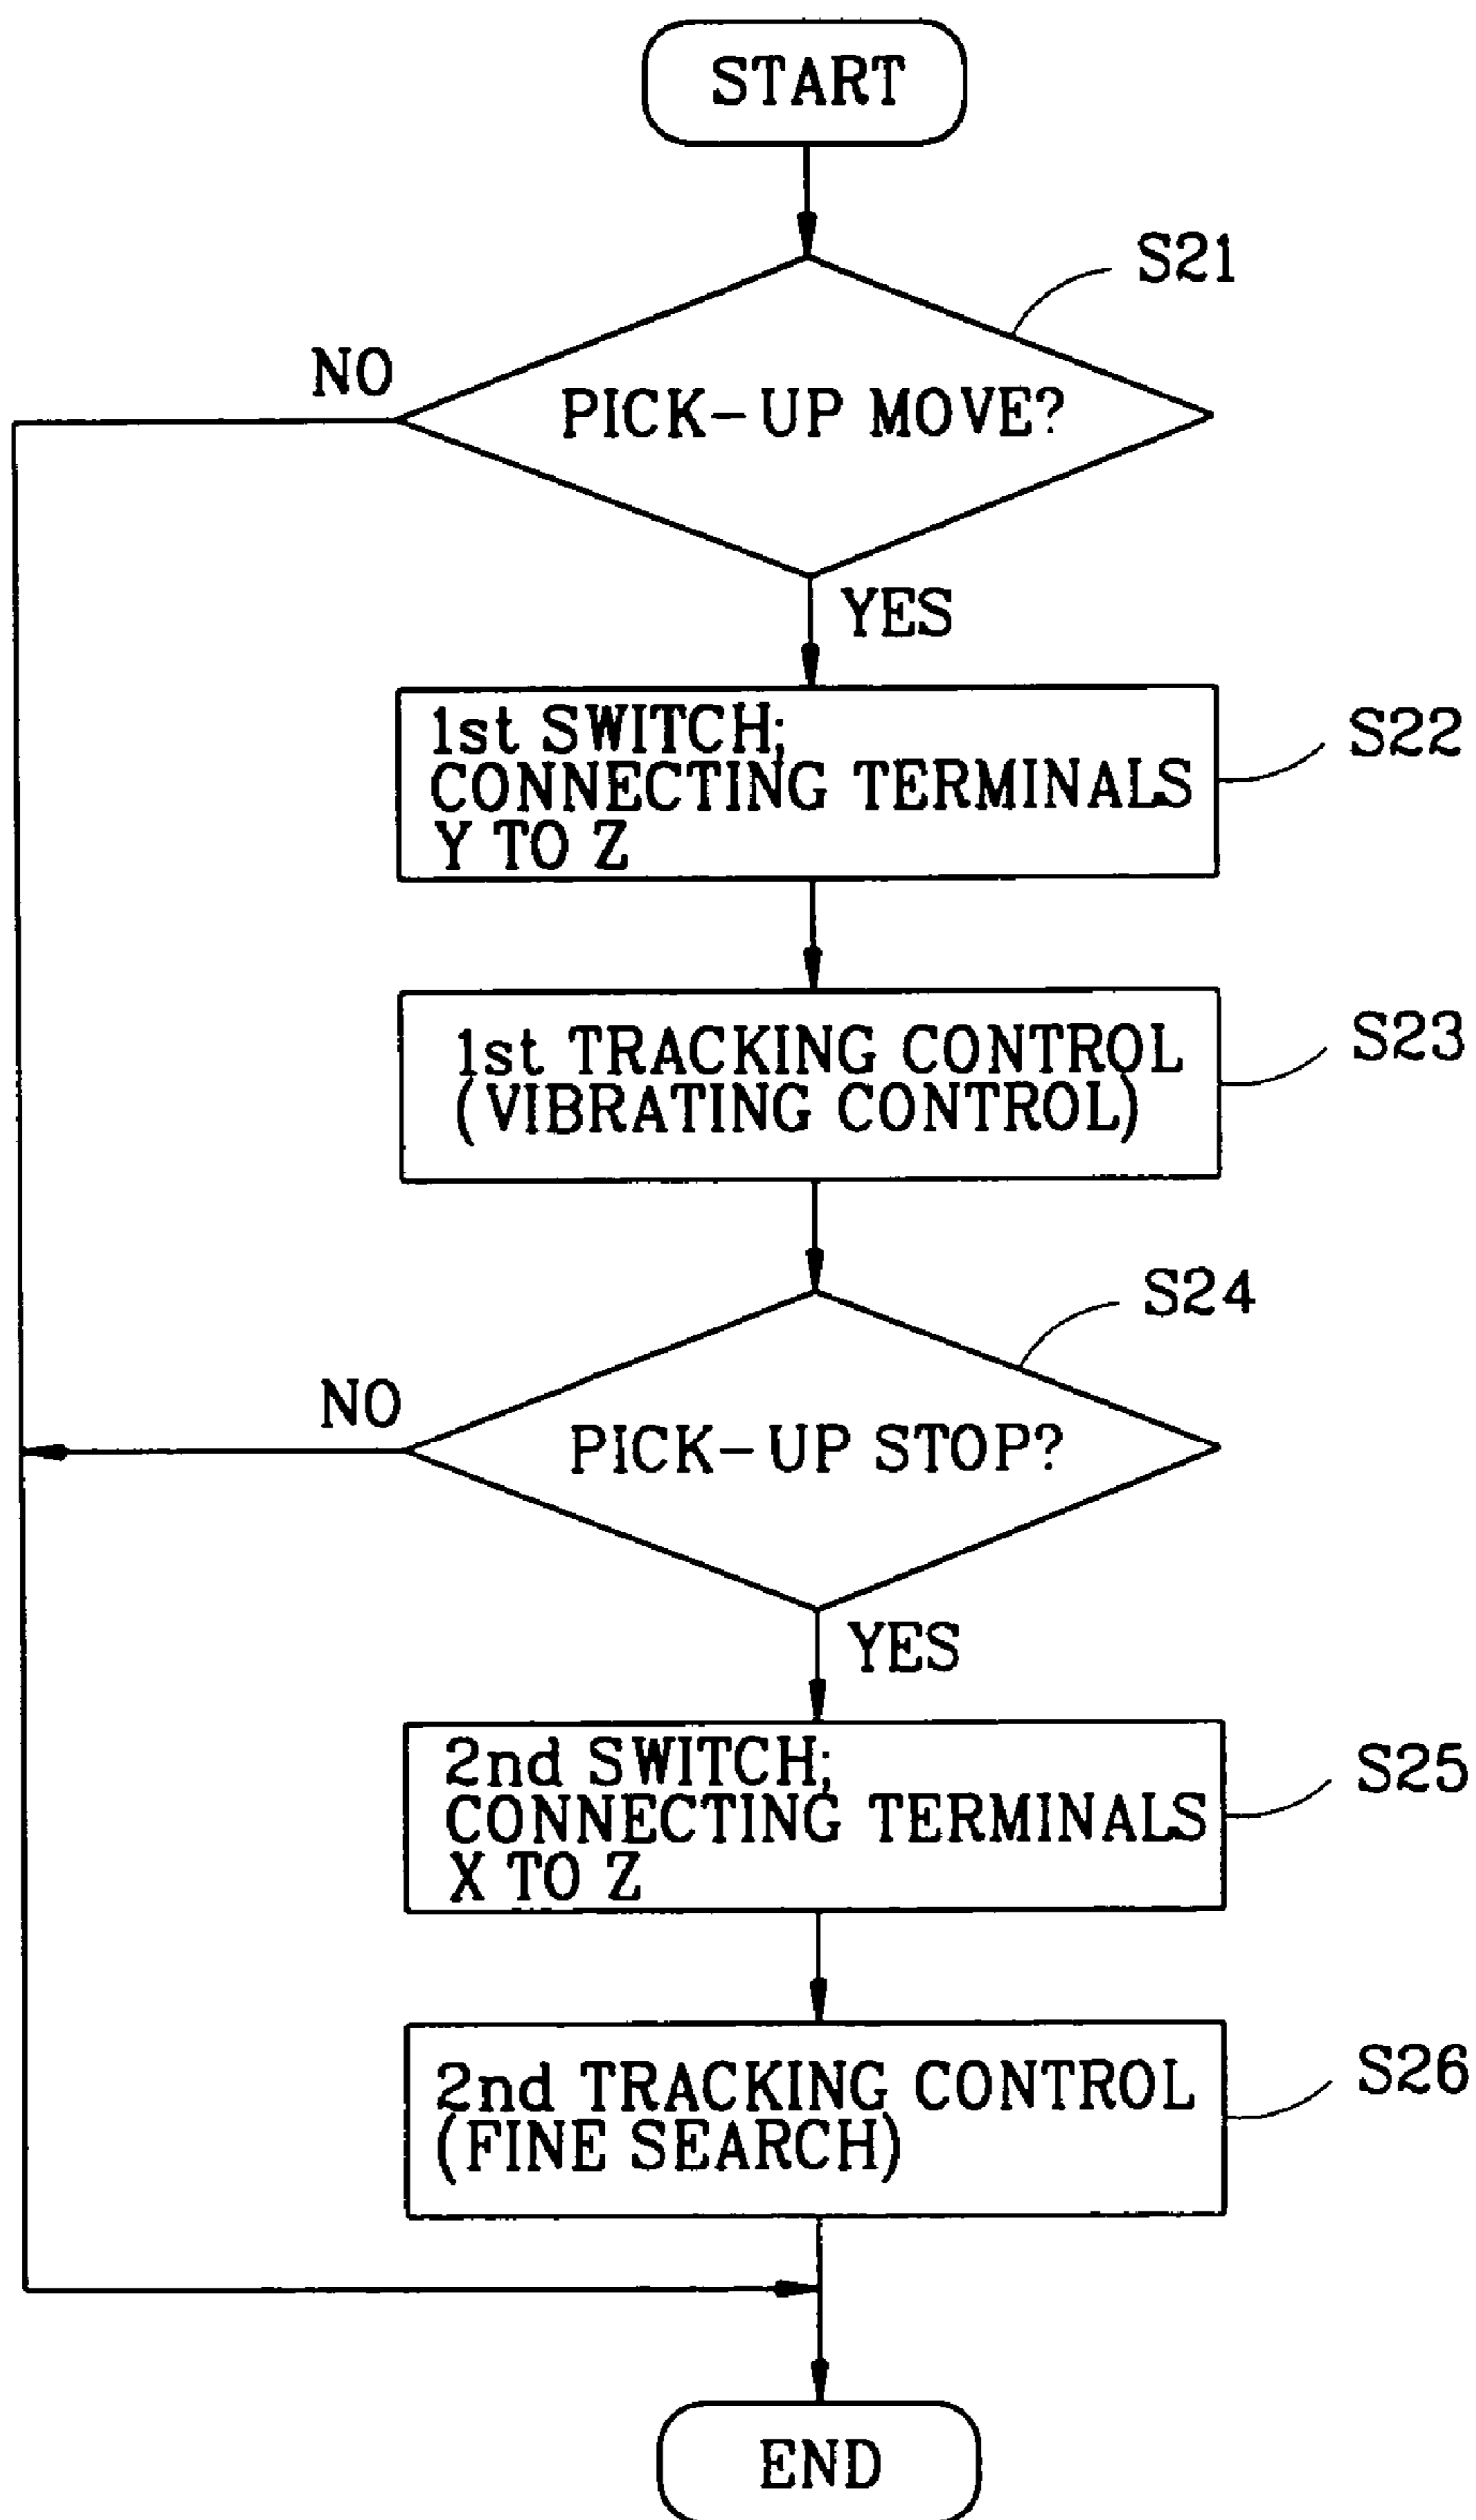 START
S21
NO
PICK-UP MOVE?
YES
1st SWITCH;
CONNECTING TERMINALS
Y TO Z
S22
1st TRACKING CONTROL
(VIBRATING CONTROL)
S23
S24
NO
PICK-UP STOP?
YES
2nd SWITCH;
CONNECTING TERMINALS
X TO Z
S25
2nd TRACKING CONTROL
(FINE SEARCH)
S26
END